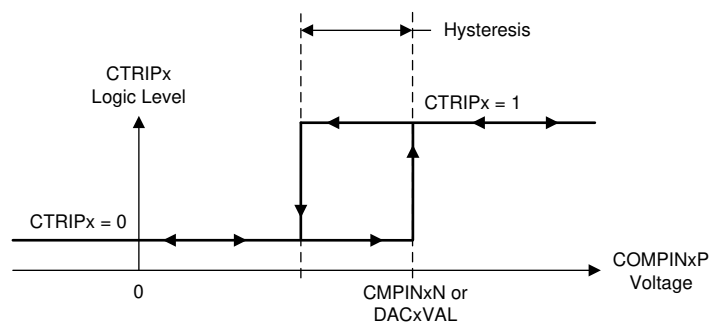 Hysteresis
CTRIPx
Logic Level
CTRIPx = 1
CTRIPx = 0
COMPINxP
Voltage
0
CMPINxN or
DACxVAL